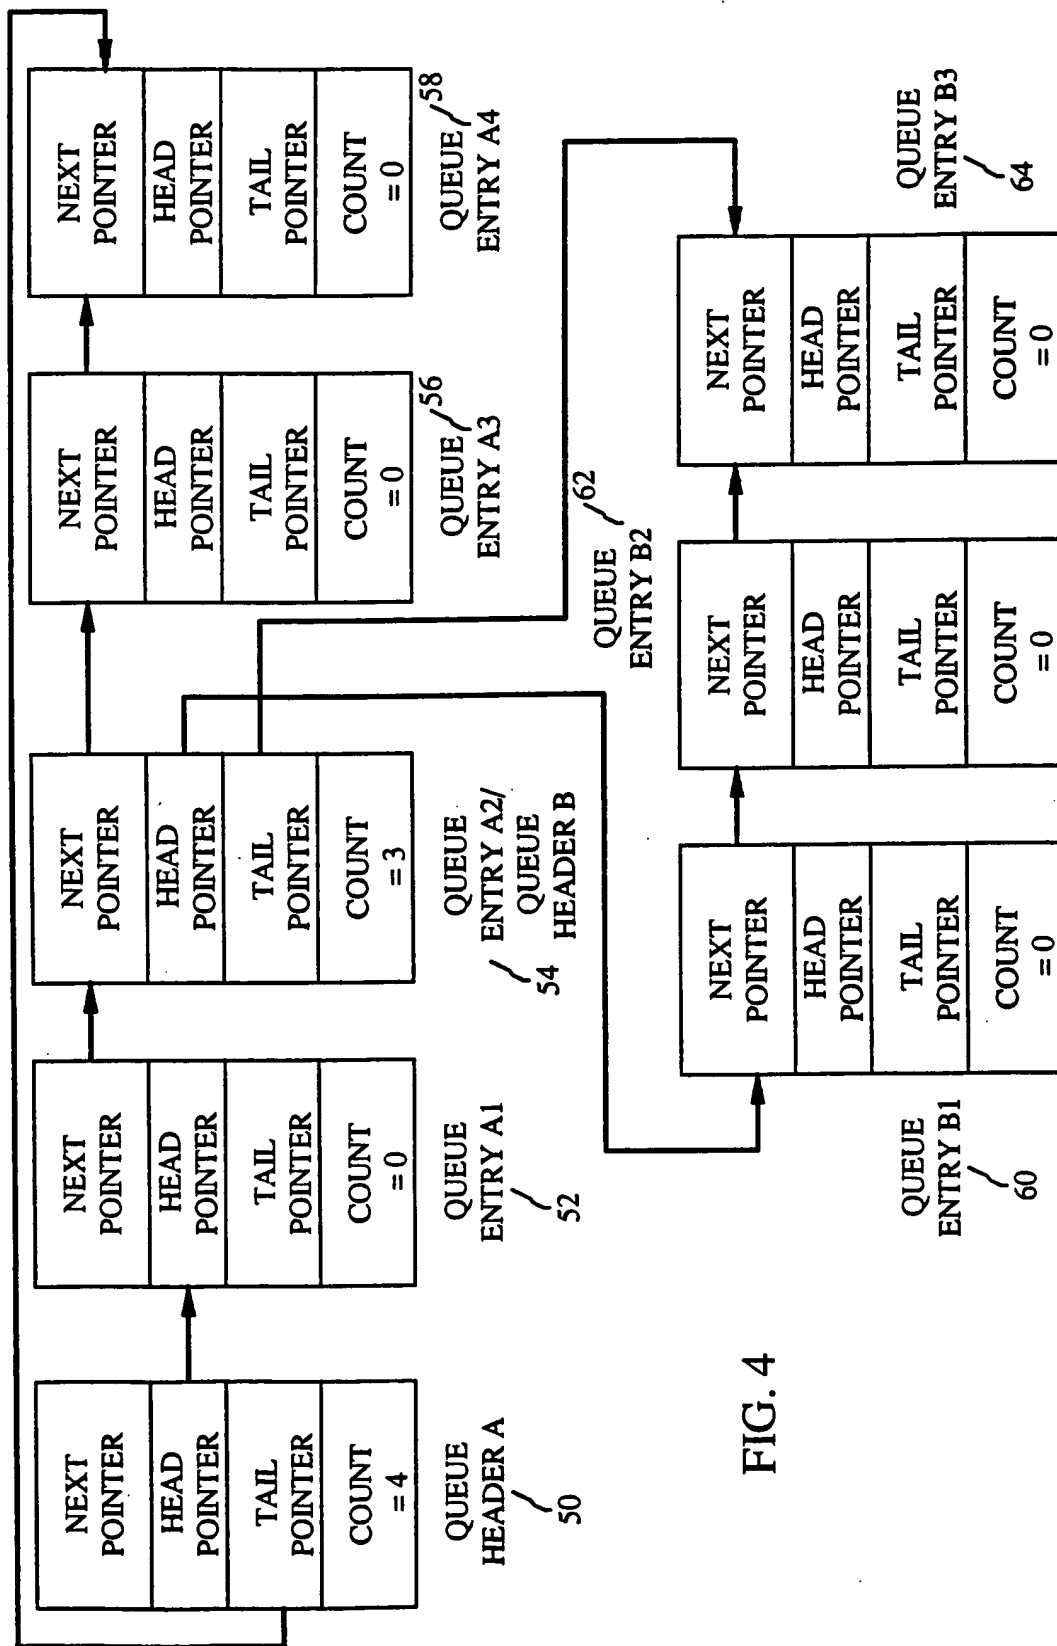 NEXT
POINTER
HEAD
POINTER
TAIL
POINTER
COUNT
= 4
QUEUE
HEADER A
50
NEXT
POINTER
HEAD
POINTER
TAIL
POINTER
COUNT
=0
QUEUE
ENTRY A1
52
NEXT
POINTER
HEAD
POINTER
TAIL
POINTER
COUNT
= 3
QUEUE
ENTRY A2/
QUEUE
HEADER B
54
NEXT
POINTER
HEAD
POINTER
TAIL
POINTER
COUNT
=0
QUEUE
ENTRY A3
56
NEXT
POINTER
HEAD
POINTER
TAIL
POINTER
COUNT
=0
QUEUE
ENTRY A4
58
NEXT
POINTER
HEAD
POINTER
TAIL
POINTER
COUNT
=0
QUEUE
ENTRY B1
60
NEXT
POINTER
HEAD
POINTER
TAIL
POINTER
COUNT
=0
QUEUE
ENTRY B2
62
NEXT
POINTER
HEAD
POINTER
TAIL
POINTER
COUNT
=0
QUEUE
ENTRY B3
64
FIG. 4